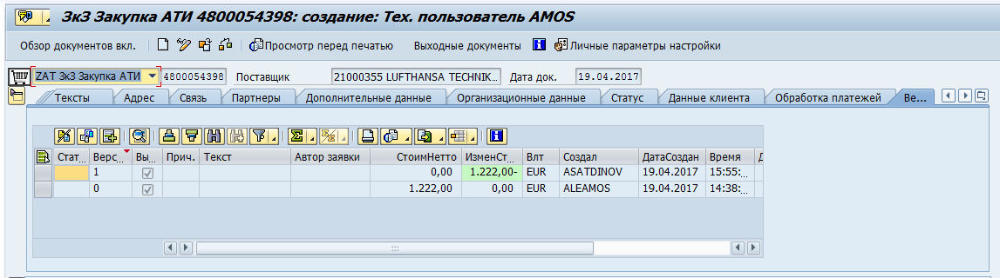 ЗкЗ Закупка АТИ 4800054398: создание: Тех. пользователь AMOS
Обзор документов вкл. Просмотр перед печатью Выходные документы Личные параметры настройки
ZAT ЗкЗ Закупка АТИ 4800054398 Поставщик 21000355 LUFTHANSA TECHNIK... Дата док. 19.04.2017
Тексты Адрес Связь Партнеры Дополнительные данные Организационные данные Статус Данные клиента Обработка платежей Ве...
Стат... Верс... Вы... Прич. Текст Автор заявки СтоимНетто ИзменСт... Влт Создал ДатаСоздан Время
1 0,00 1.222,00- EUR ASATDINOV 19.04.2017 15:55:...
0 1.222,00 0,00 EUR ALEAMOS 19.04.2017 14:38:...